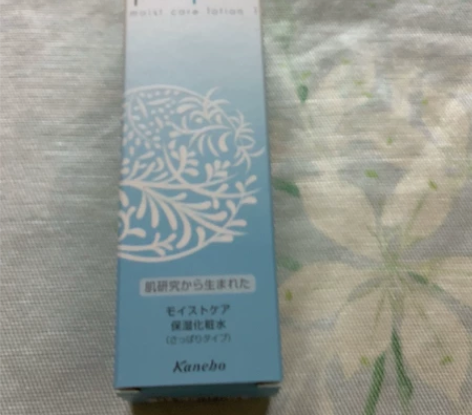 moist care lotion I
肌研究から生まれた
モイストケア
保湿化粧水
(さっぱりタイプ)
Kanebo